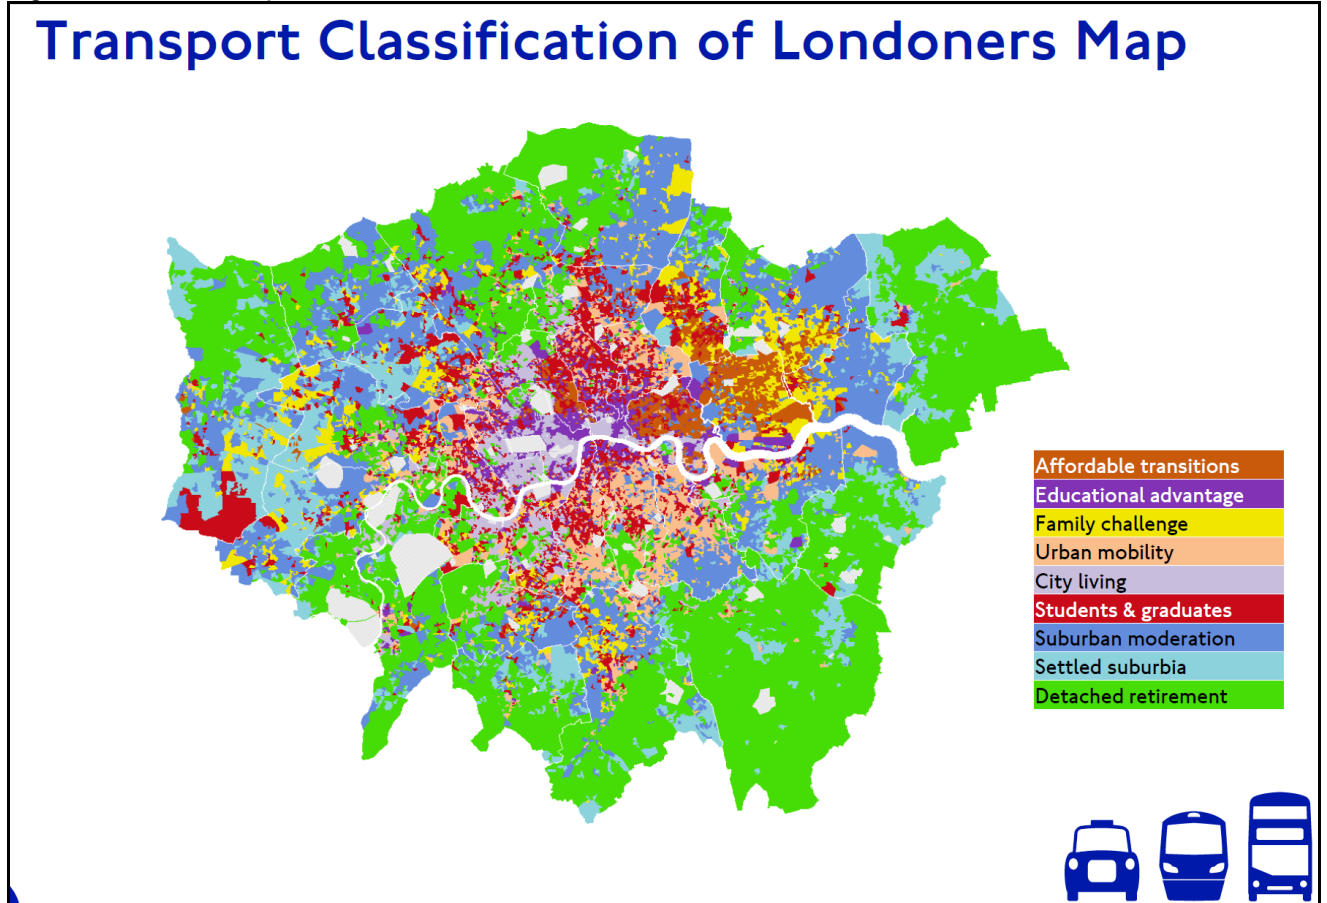 Transport Classification of Londoners Map
Affordable transitions
Educational advantage
Family challenge
Urban mobility
City living
Students & graduates
Suburban moderation
Settled suburbia
Detached retirement